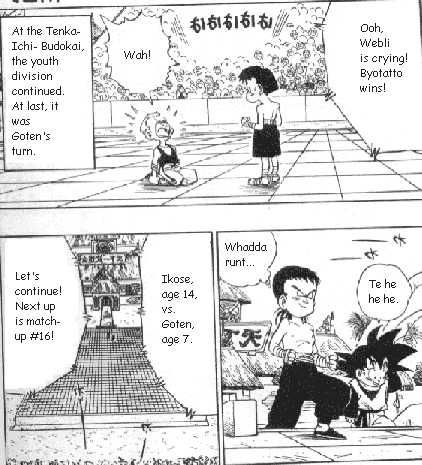 At the Tenka-
Ichi- Budokai,
the youth
division
continued.
At last, it
was
Goten's
turn.
Wah!
Ooh,
Webli
is crying!
Byotatto
wins!
Let's
continue!
Next up
is match-
up #16!
Ikose,
age 14,
vs.
Goten,
age 7.
Whadda
runt...
Te he
he he.